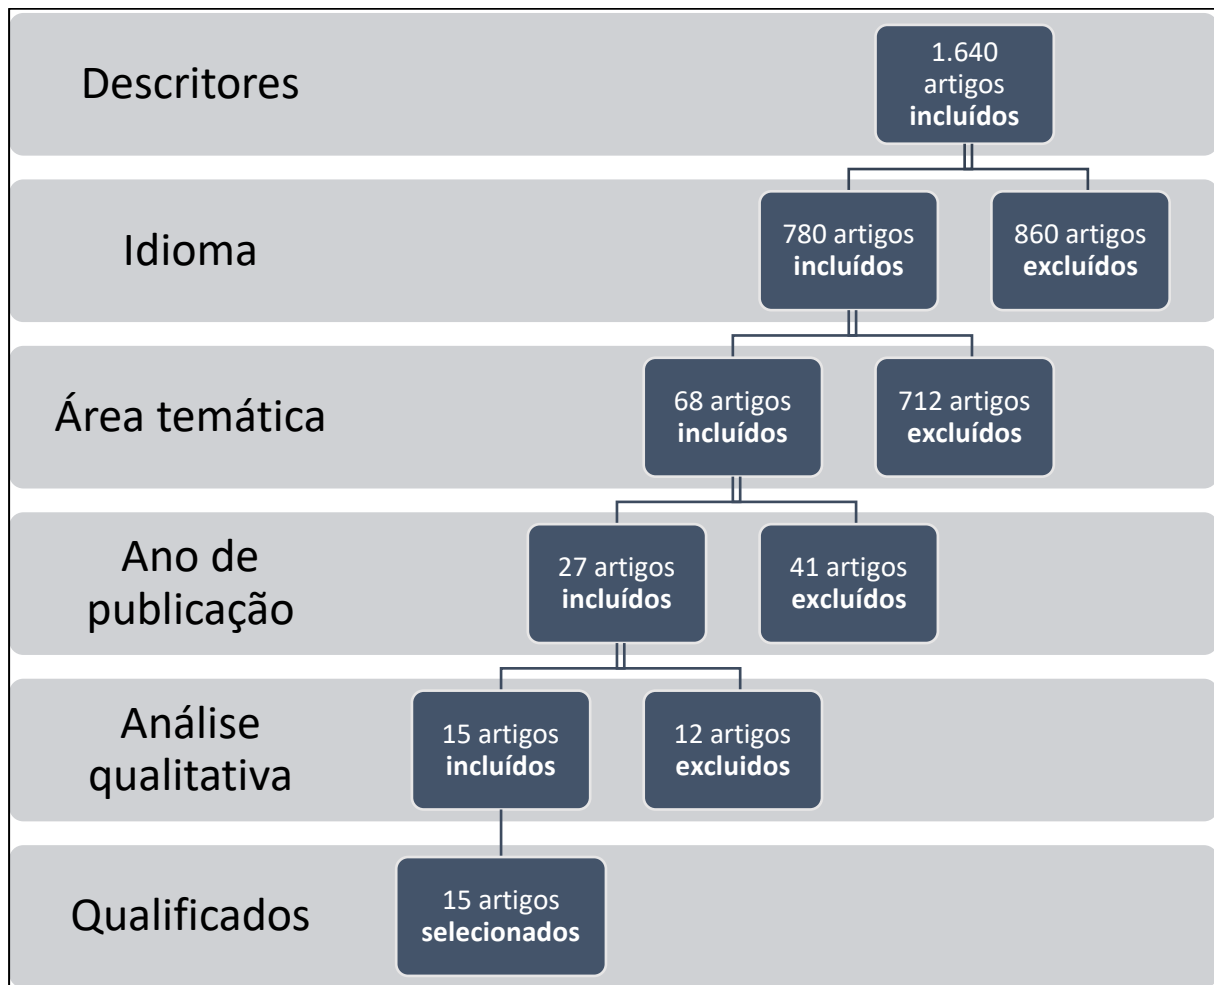 Descritores
1.640
artigos
incluídos
Idioma
780 artigos
incluídos
860 artigos
excluídos
Área temática
68 artigos
incluídos
712 artigos
excluídos
Ano de
publicação
27 artigos
incluídos
41 artigos
excluídos
Análise
qualitativa
15 artigos
incluídos
12 artigos
excluidos
Qualificados
15 artigos
selecionados